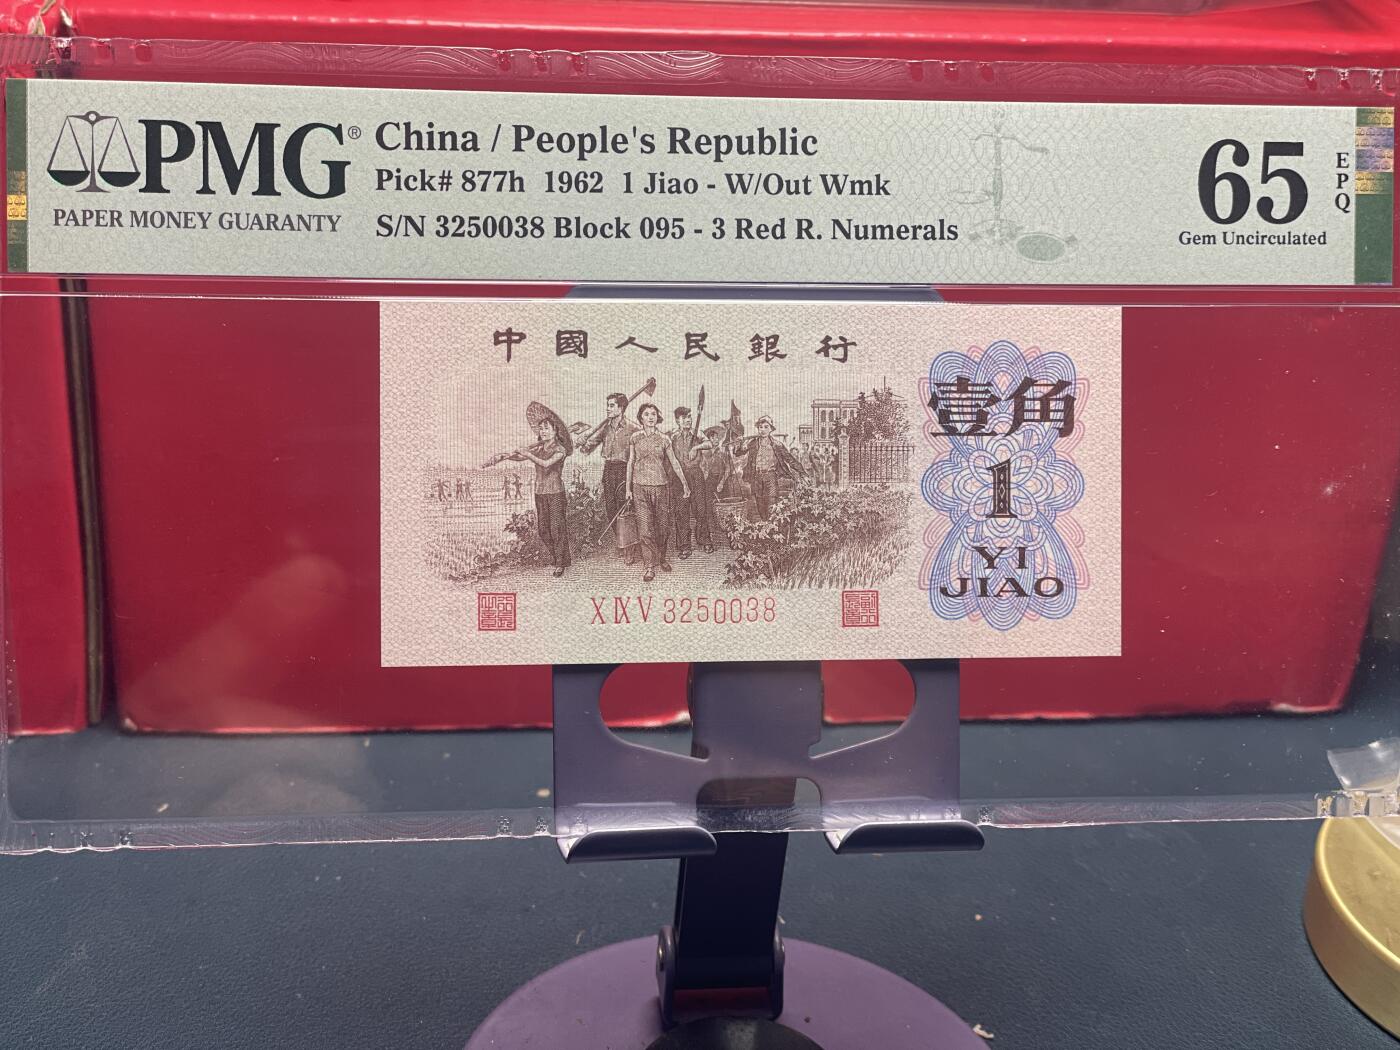 PMG®
PAPER MONEY GUARANTY
China / People's Republic
Pick# 877h 1962 1 Jiao - W/Out Wmk
S/N 3250038 Block 095 - 3 Red R. Numerals
65
EPQ
Gem Uncirculated
中國人民銀行
壹角
1
YI
JIAO
X IX V 3250038